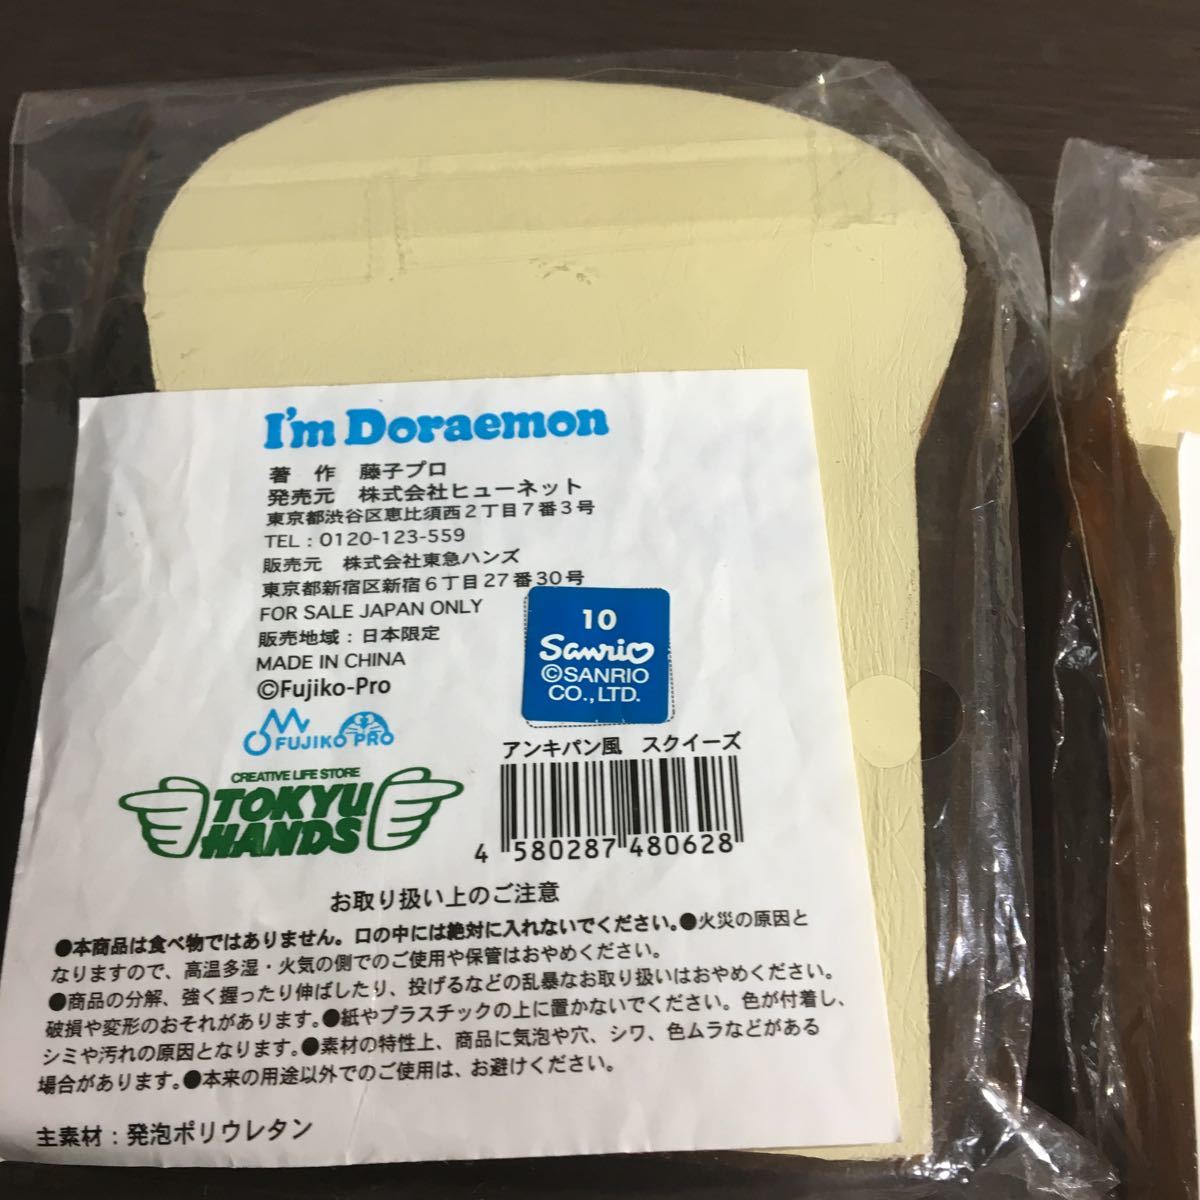 I'm Doraemon
著　作　藤子プロ
発売元　株式会社ヒューネット
東京都渋谷区恵比須西２丁目７番３号
TEL：0120-123-559
販売元　株式会社東急ハンズ
東京都新宿区新宿６丁目27番30号
FOR SALE JAPAN ONLY
販売地域：日本限定
MADE IN CHINA
©Fujiko-Pro
FUJIKO PRO
10
Sanrio
©SANRIO
CO.,LTD.
アンキパン風　スクイーズ
4 580287 480628
CREATIVE LIFE STORE
TOKYU
HANDS
お取り扱い上のご注意
●本商品は食べ物ではありません。口の中には絶対に入れないでください。●火災の原因と
なりますので、高温多湿・火気の側でのご使用や保管はおやめください。
●商品の分解、強く握ったり伸ばしたり、投げるなどの乱暴なお取り扱いはおやめください。
破損や変形のおそれがあります。●紙やプラスチックの上に置かないでください。色が付着し、
シミや汚れの原因となります。●素材の特性上、商品に気泡や穴、シワ、色ムラなどがある
場合があります。●本来の用途以外でのご使用は、お避けください。
主素材：発泡ポリウレタン